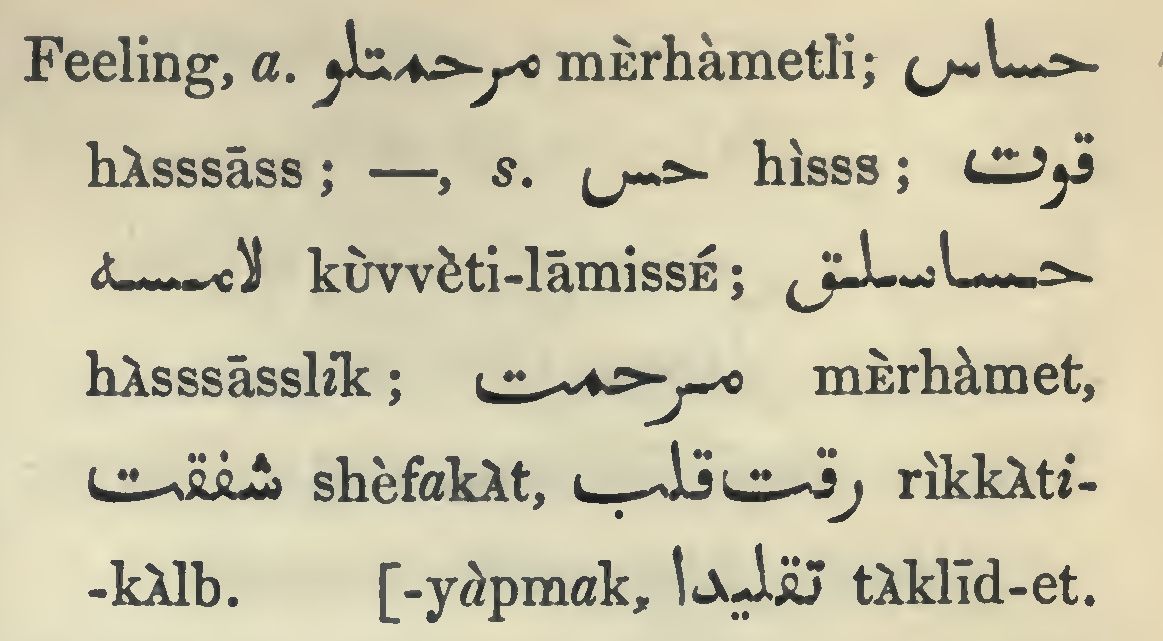 Feeling, a. مرحمتلو mÈrhàmetli; حساس
hÀsssāss; —, s. حس hìsss; قوت
لامسه kÙvvèti-lāmissÉ; حساسلق
hÀsssāsslīk; مرحمت mÈrhàmet,
شفقت shèfakÀt, رقت قلب rìkkÀti-
-kÀlb. [-yàpmak, تقليدا tÀklīd-et.